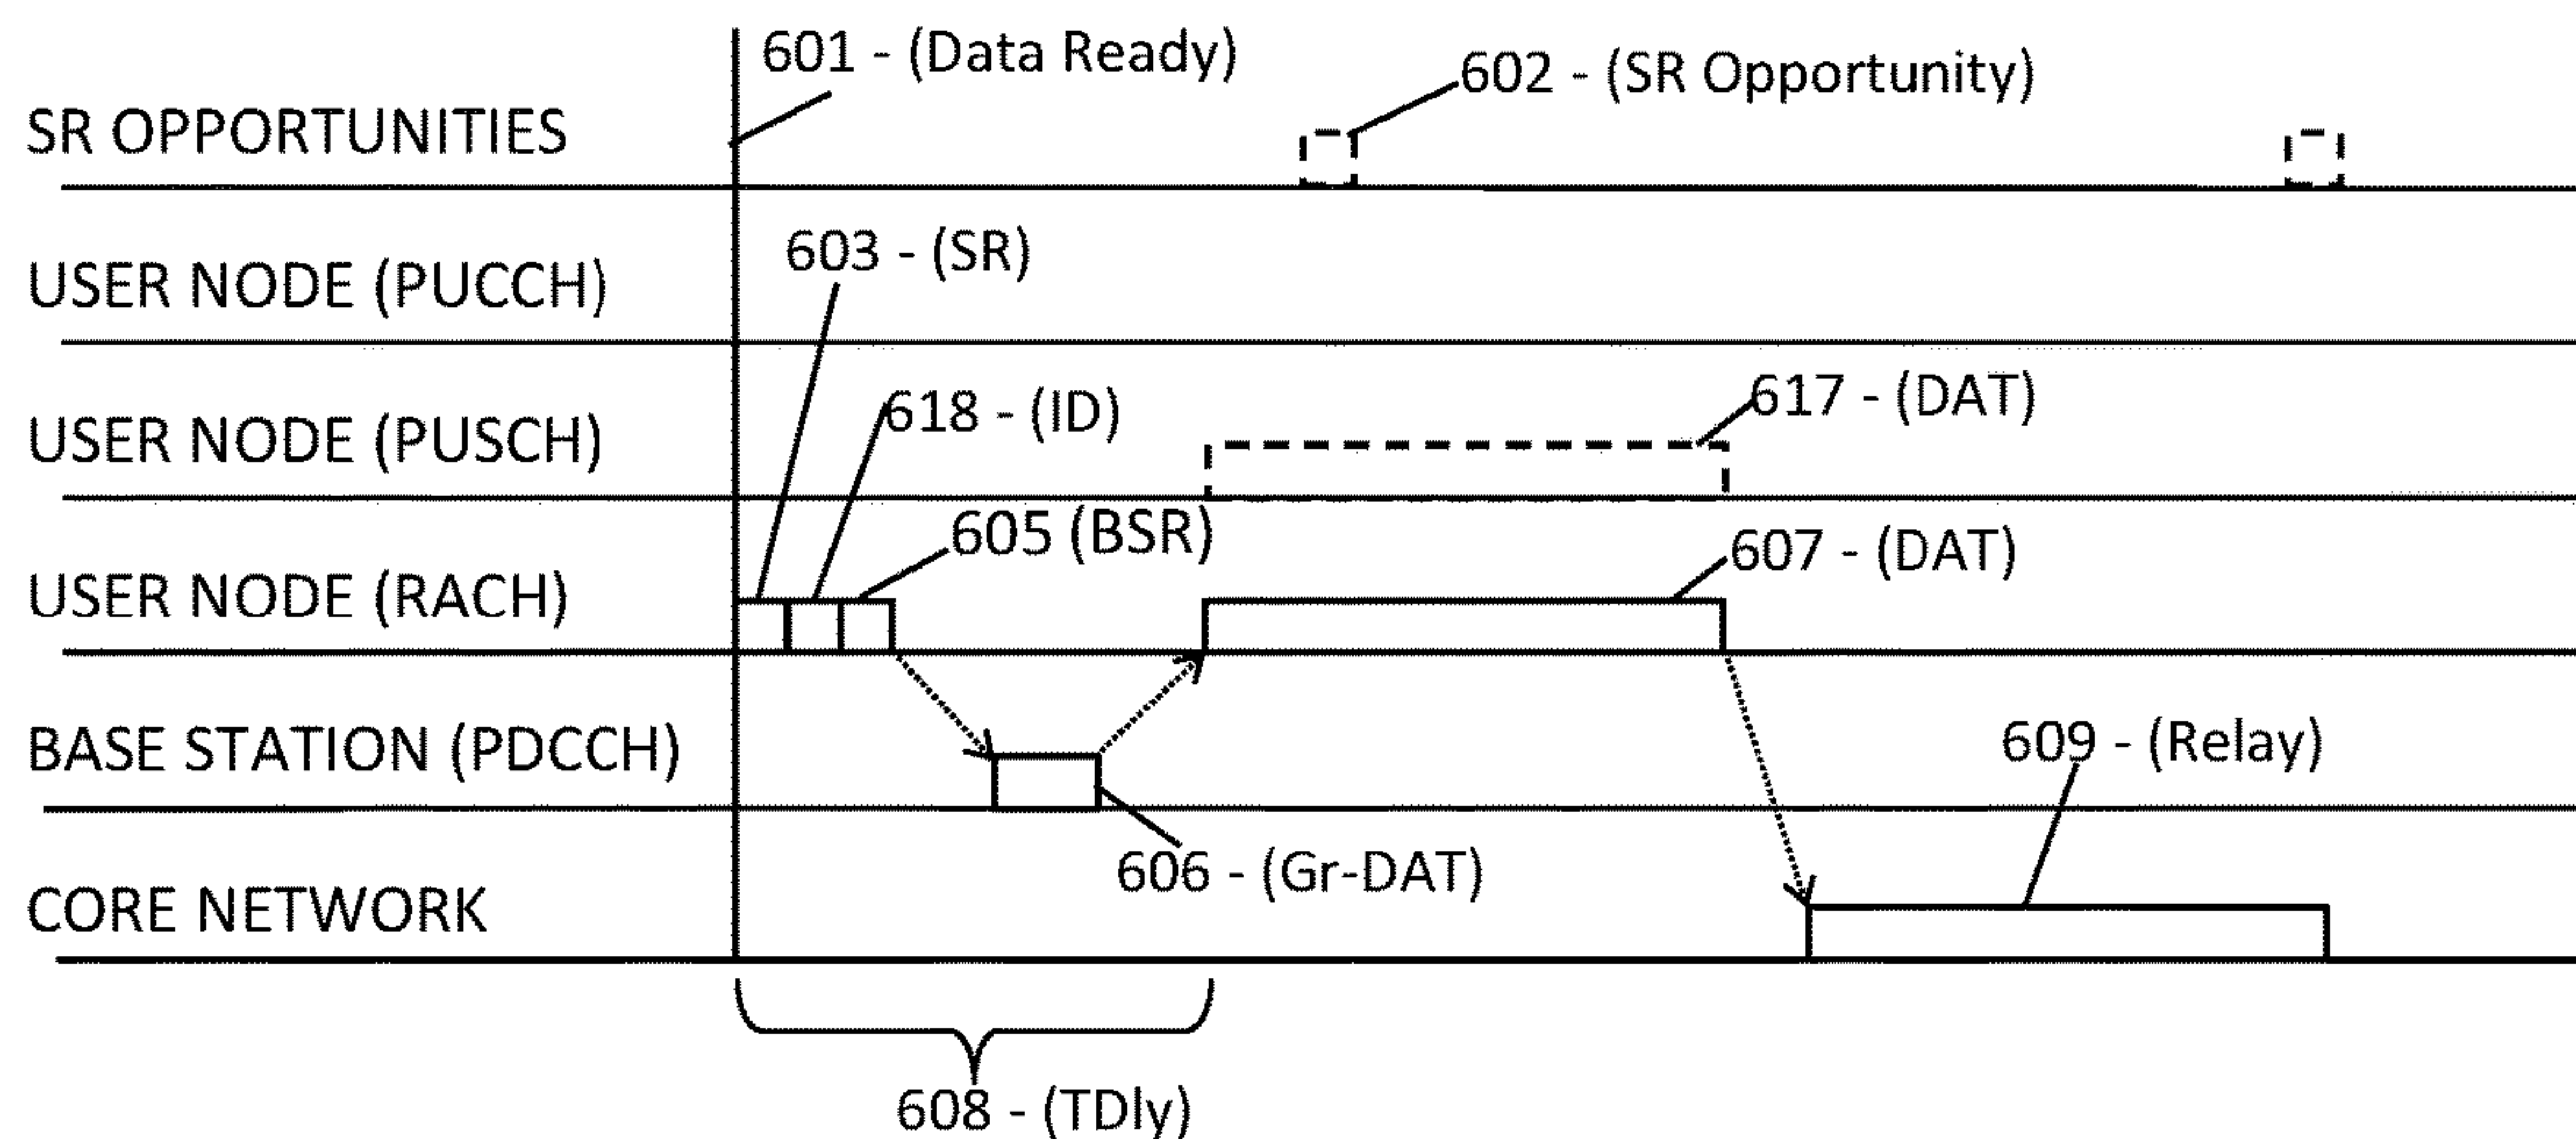 601 - (Data Ready)
602 - (SR Opportunity)
SR OPPORTUNITIES
603 - (SR)
USER NODE (PUCCH)
618 - (ID)
617 - (DAT)
USER NODE (PUSCH)
605 (BSR)
607 - (DAT)
USER NODE (RACH)
BASE STATION (PDCCH)
609 - (Relay)
606 - (Gr-DAT)
CORE NETWORK
608 - (TDly)